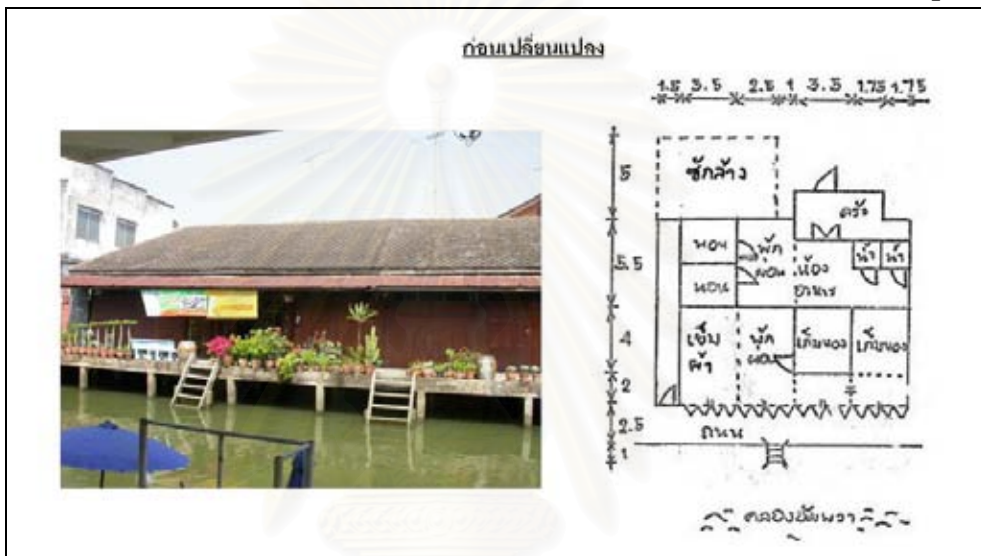 ก่อนเปลี่ยนแปลง
1.5 3.5 2.5 1 3.5 1.75 1.75
5
ซักล้าง
ครัว
5.5
นอน
พัก
ผ่อน
ห้อง
อาหาร
น้ำ น้ำ
นอน
4
เย็บ
ผ้า
พัก
ผ่อน
เก็บของ เก็บของ
2
2.5
ถนน
1
คลองอัมพวา